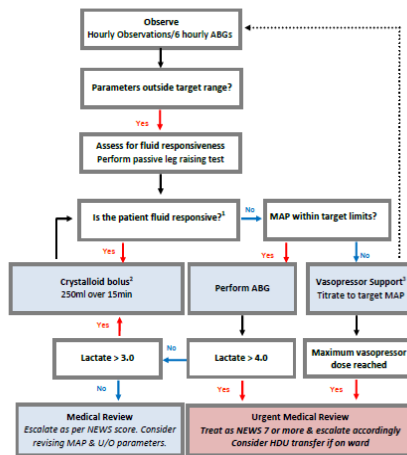 Observe
Hourly Observations/6 hourly ABGs
Parameters outside target range?
Yes
Assess for fluid responsiveness
Perform passive leg raising test
Is the patient fluid responsive?¹
No
MAP within target limits?
Yes
Yes
No
Crystalloid bolus²
250ml over 15min
Perform ABG
Vasopressor Support³
Titrate to target MAP
Yes
No
Lactate > 3.0
Lactate > 4.0
Maximum vasopressor
dose reached
No
Yes
Yes
Medical Review
Escalate as per NEWS score. Consider
revising MAP & U/O parameters.
Urgent Medical Review
Treat as NEWS 7 or more & escalate accordingly
Consider HDU transfer if on ward